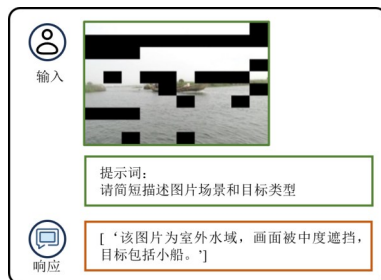 输入
提示词：
请简短描述图片场景和目标类型
[‘该图片为室外水域，画面被中度遮挡，
目标包括小船。’]
响应